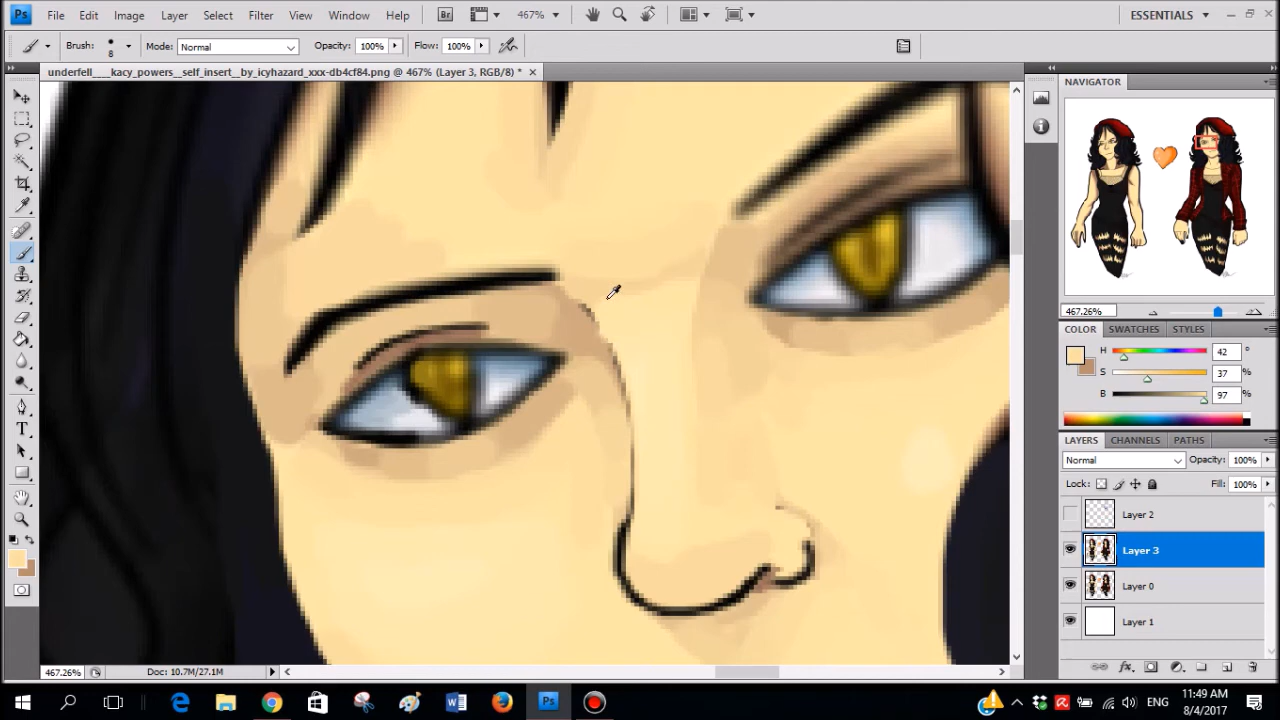 Ps File Edit Image Layer Select Filter View Window Help Br 467% ESSENTIALS
Brush: 8 Mode: Normal Opacity: 100% Flow: 100%
underfell____kacy_powers__self_insert__by_icyhazard_xxx-db4cf84.png @ 467% (Layer 3, RGB/8) *
NAVIGATOR
467.26%
COLOR SWATCHES STYLES
H 42 °
S 37 %
B 97 %
LAYERS CHANNELS PATHS
Normal Opacity: 100%
Lock: Fill: 100%
Layer 2
Layer 3
Layer 0
Layer 1
467.26% Doc: 10.7M/27.1M
ENG 11:49 AM
8/4/2017